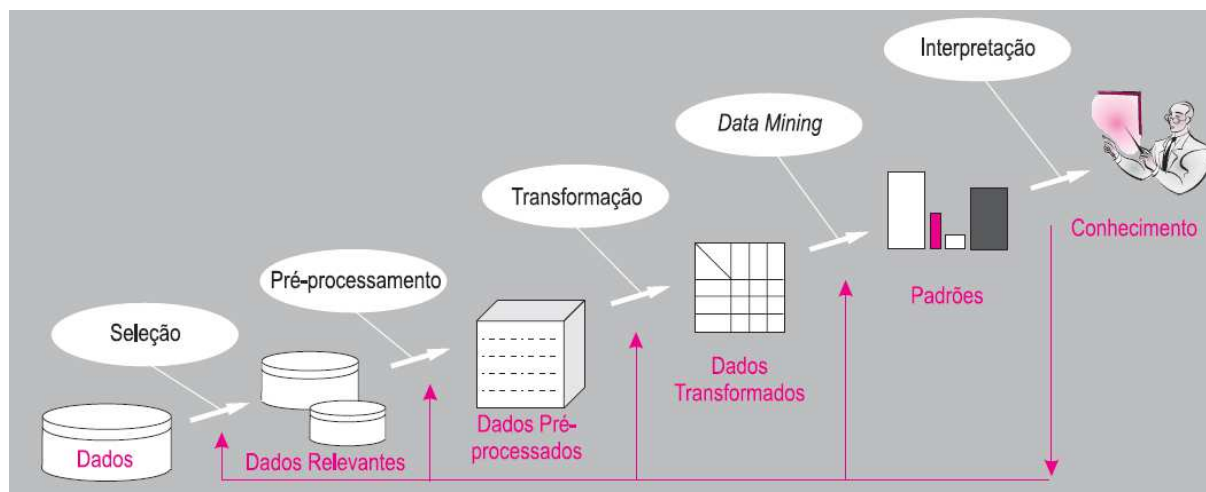 Interpretação
Data Mining
Conhecimento
Transformação
Padrões
Pré-processamento
Dados
Transformados
Seleção
Dados Pré-
processados
Dados
Dados Relevantes